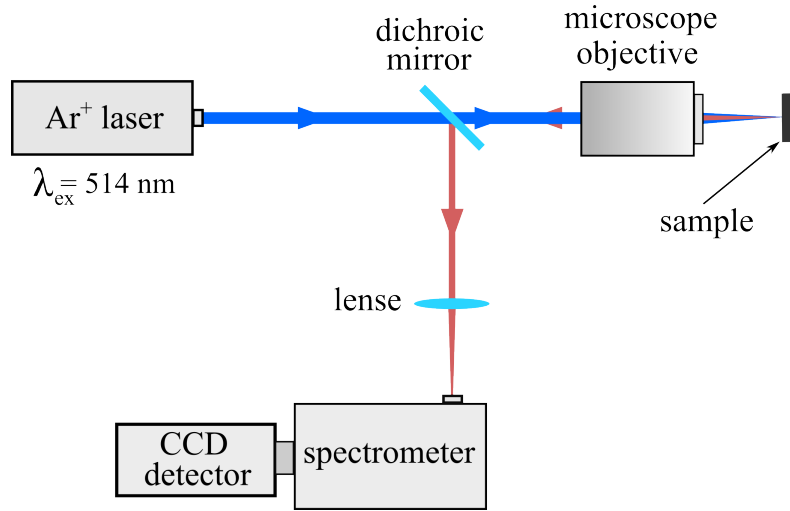 dichroic
mirror
microscope
objective
Ar⁺ laser
λex = 514 nm
sample
lense
CCD
detector
spectrometer